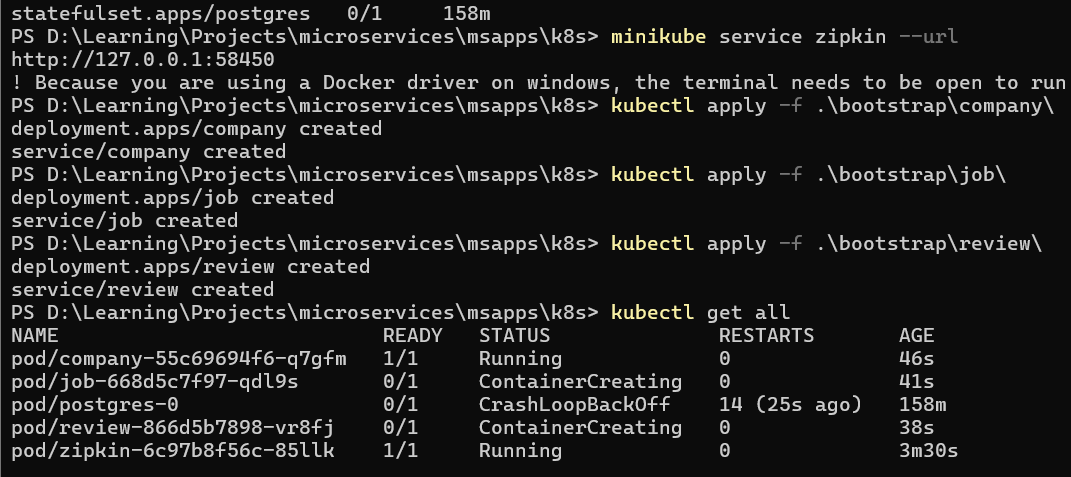 statefulset.apps/postgres   0/1     158m
PS D:\Learning\Projects\microservices\msapps\k8s> minikube service zipkin --url
http://127.0.0.1:58450
! Because you are using a Docker driver on windows, the terminal needs to be open to run
PS D:\Learning\Projects\microservices\msapps\k8s> kubectl apply -f .\bootstrap\company\
deployment.apps/company created
service/company created
PS D:\Learning\Projects\microservices\msapps\k8s> kubectl apply -f .\bootstrap\job\
deployment.apps/job created
service/job created
PS D:\Learning\Projects\microservices\msapps\k8s> kubectl apply -f .\bootstrap\review\
deployment.apps/review created
service/review created
PS D:\Learning\Projects\microservices\msapps\k8s> kubectl get all
NAME                           READY   STATUS              RESTARTS       AGE
pod/company-55c69694f6-q7gfm   1/1     Running             0              46s
pod/job-668d5c7f97-qdl9s       0/1     ContainerCreating   0              41s
pod/postgres-0                 0/1     CrashLoopBackOff    14 (25s ago)   158m
pod/review-866d5b7898-vr8fj    0/1     ContainerCreating   0              38s
pod/zipkin-6c97b8f56c-85llk    1/1     Running             0              3m30s